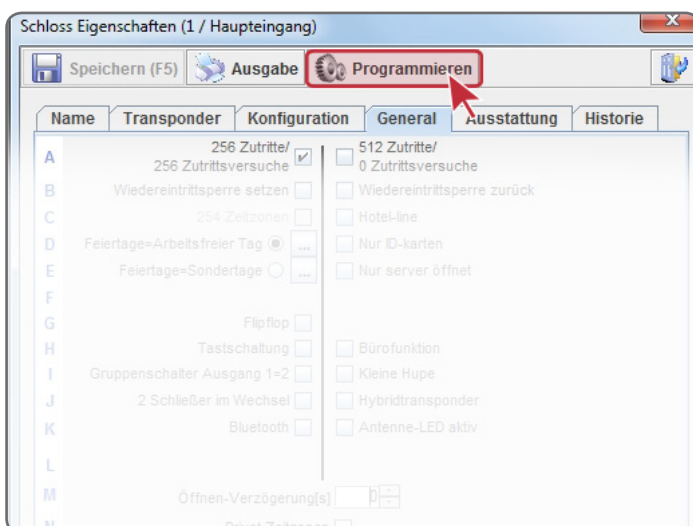 Schloss Eigenschaften (1 / Haupteingang)
Speichern (F5) Ausgabe Programmieren
Name Transponder Konfiguration General Ausstattung Historie
A 256 Zutritte/ 512 Zutritte/
256 Zutrittsversuche 0 Zutrittsversuche
B Wiedereintrittsperre setzen Wiedereintrittsperre zurück
C 254 Zeitzonen Hotel-line
D Feiertage=Arbeitsfreier Tag ... Nur ID-karten
E Feiertage=Sondertage ... Nur server öffnet
F
G Flipflop
H Tastschaltung Bürofunktion
I Gruppenschalter Ausgang 1=2 Kleine Hupe
J 2 Schließer im Wechsel Hybridtransponder
K Bluetooth Antenne-LED aktiv
L
M Öffnen-Verzögerung[s] 0
N Privat Zeitzonen